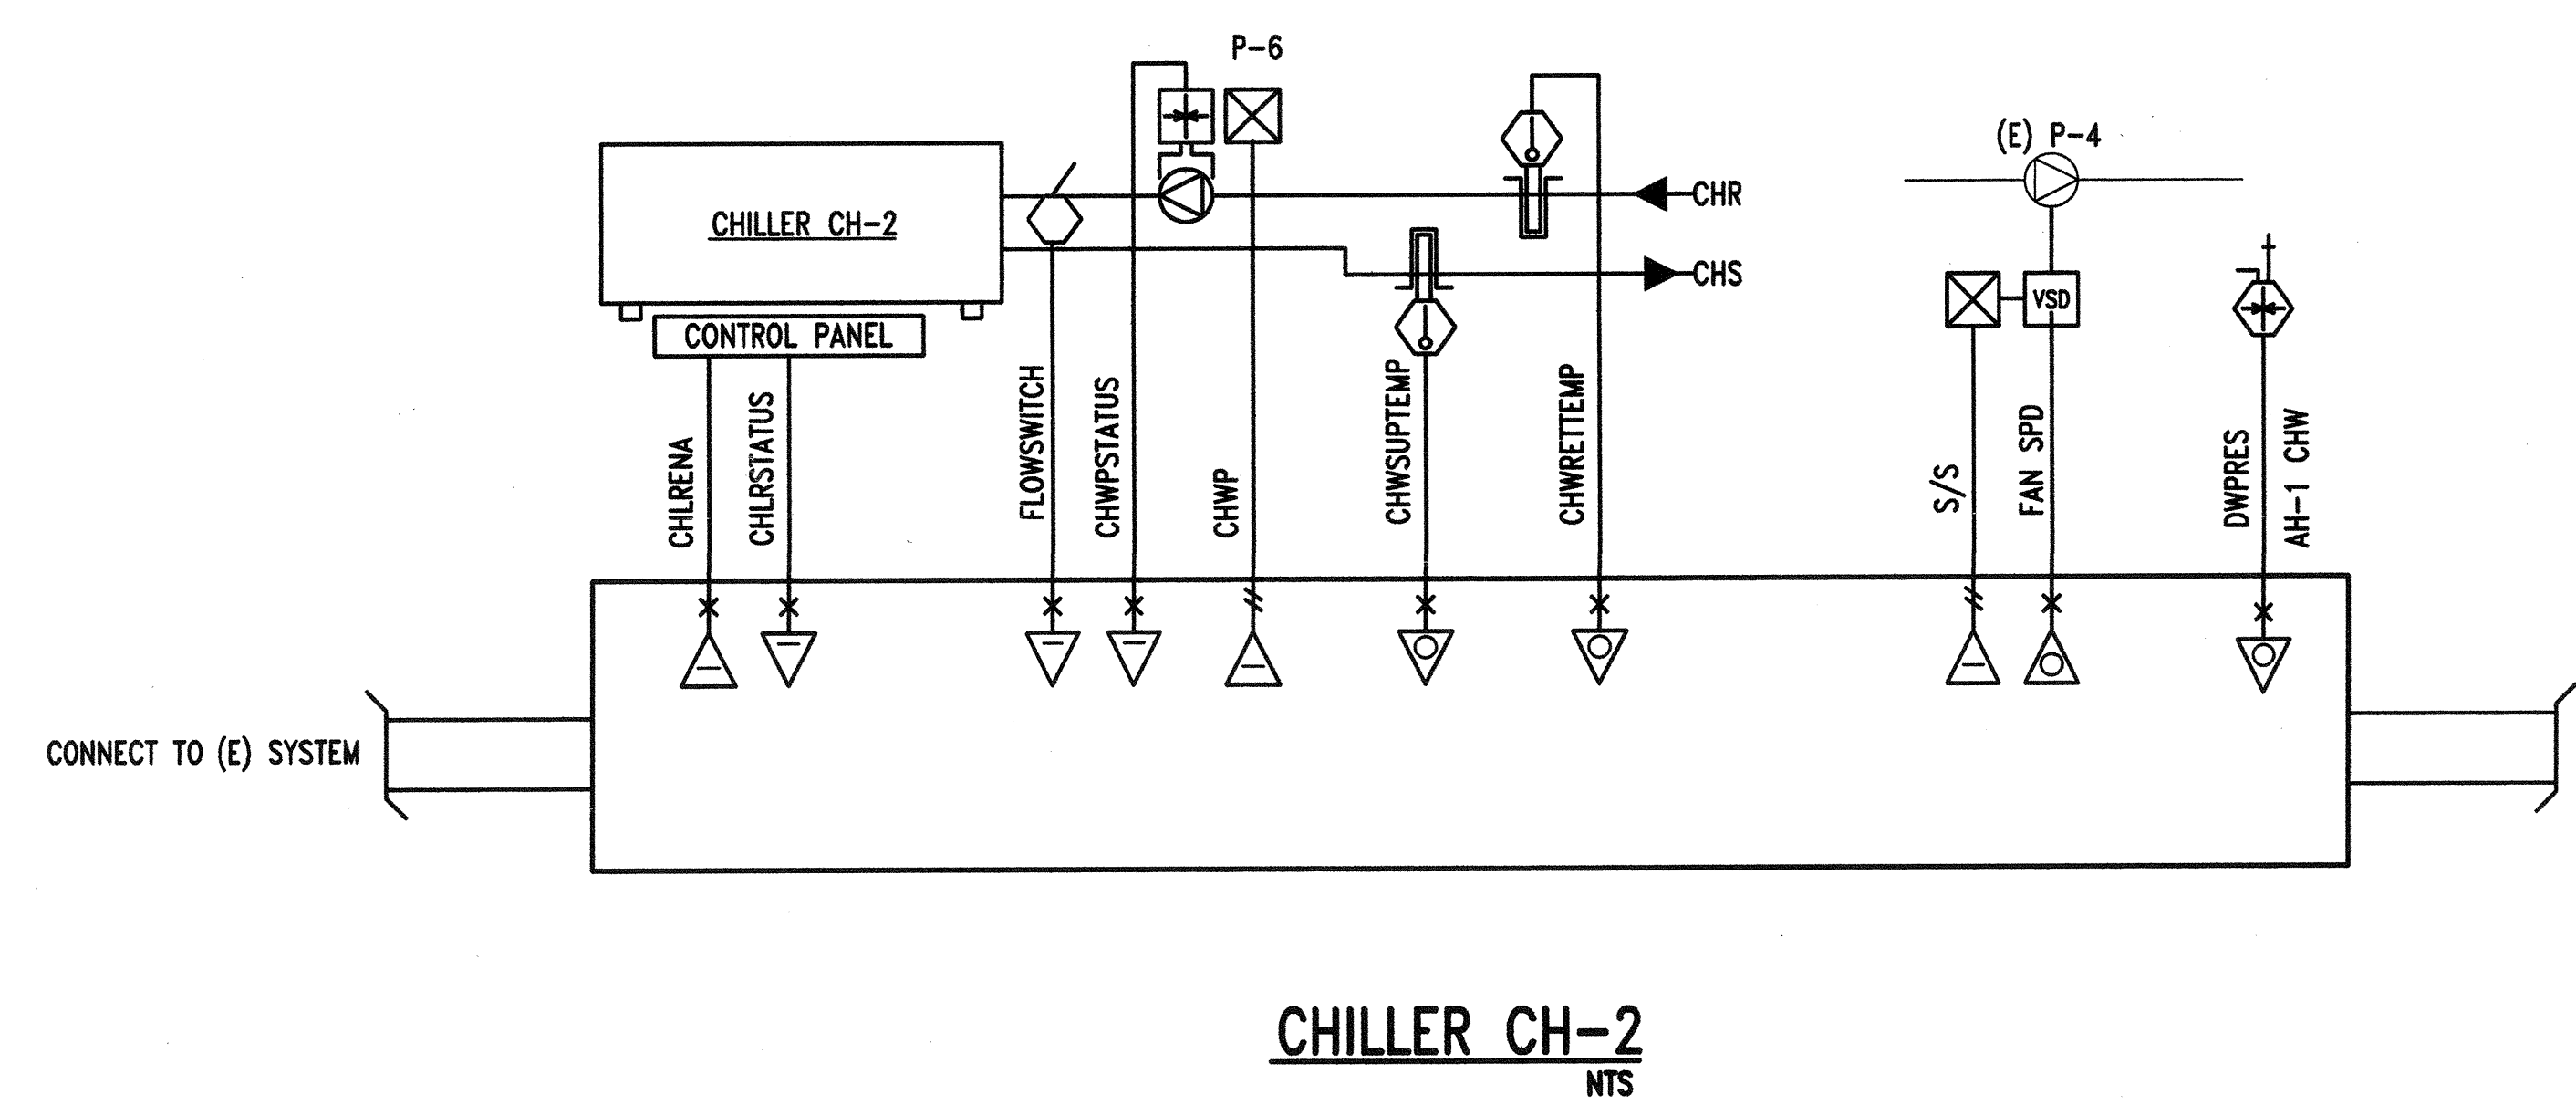 P-6
(E) P-4
CHILLER CH-2
CHR
CHS
VSD
CONTROL PANEL
CHLRENA
CHLRSTATUS
FLOWSWITCH
CHWPSTATUS
CHWP
CHWSUPTEMP
CHWRETTEMP
S/S
FAN SPD
DWPRES
AH-1 CHW
CONNECT TO (E) SYSTEM
CHILLER CH-2
NTS